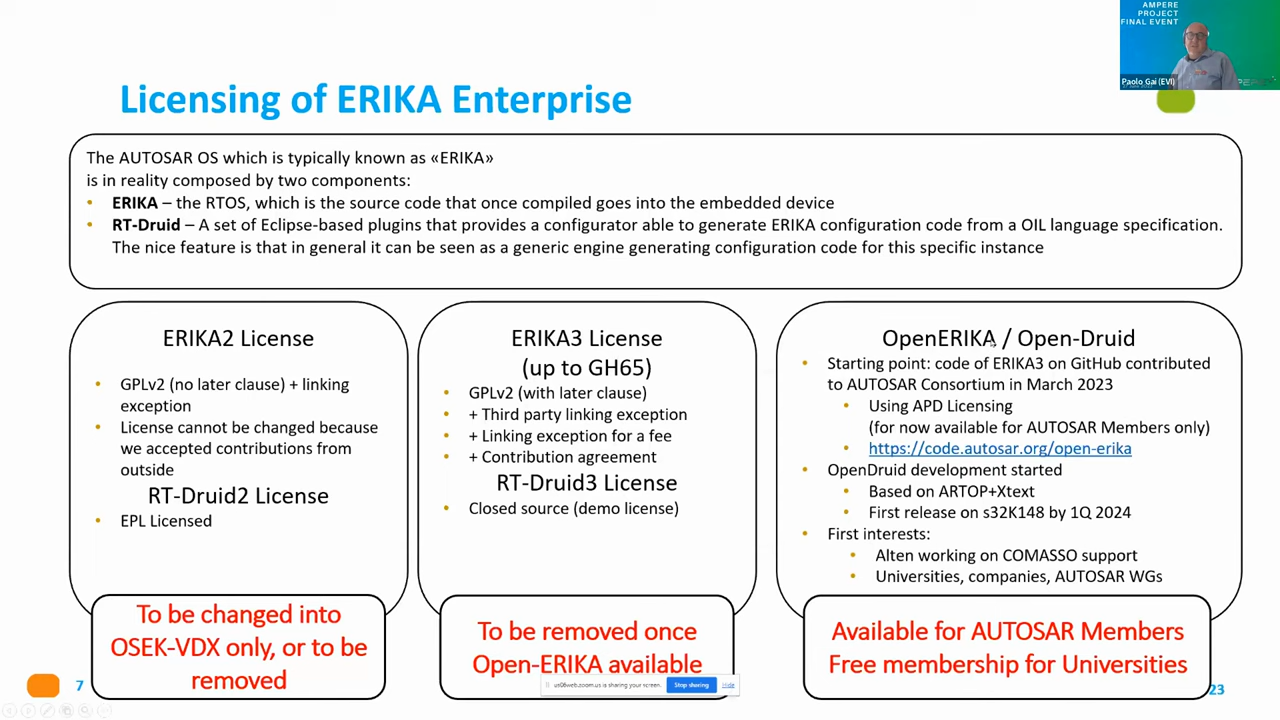 AMPERE
PROJECT
FINAL EVENT
Paolo Gai (EVI)
Licensing of ERIKA Enterprise
The AUTOSAR OS which is typically known as «ERIKA»
is in reality composed by two components:
• ERIKA – the RTOS, which is the source code that once compiled goes into the embedded device
• RT-Druid – A set of Eclipse-based plugins that provides a configurator able to generate ERIKA configuration code from a OIL language specification.
The nice feature is that in general it can be seen as a generic engine generating configuration code for this specific instance
ERIKA2 License
• GPLv2 (no later clause) + linking
exception
• License cannot be changed because
we accepted contributions from
outside
RT-Druid2 License
• EPL Licensed
To be changed into
OSEK-VDX only, or to be
removed
ERIKA3 License
(up to GH65)
• GPLv2 (with later clause)
• + Third party linking exception
• + Linking exception for a fee
• + Contribution agreement
RT-Druid3 License
• Closed source (demo license)
To be removed once
Open-ERIKA available
OpenERIKA / Open-Druid
• Starting point: code of ERIKA3 on GitHub contributed
to AUTOSAR Consortium in March 2023
• Using APD Licensing
(for now available for AUTOSAR Members only)
• https://code.autosar.org/open-erika
• OpenDruid development started
• Based on ARTOP+Xtext
• First release on s32K148 by 1Q 2024
• First interests:
• Alten working on COMASSO support
• Universities, companies, AUTOSAR WGs
Available for AUTOSAR Members
Free membership for Universities
us06web.zoom.us is sharing your screen.
Stop sharing
Hide
7
23